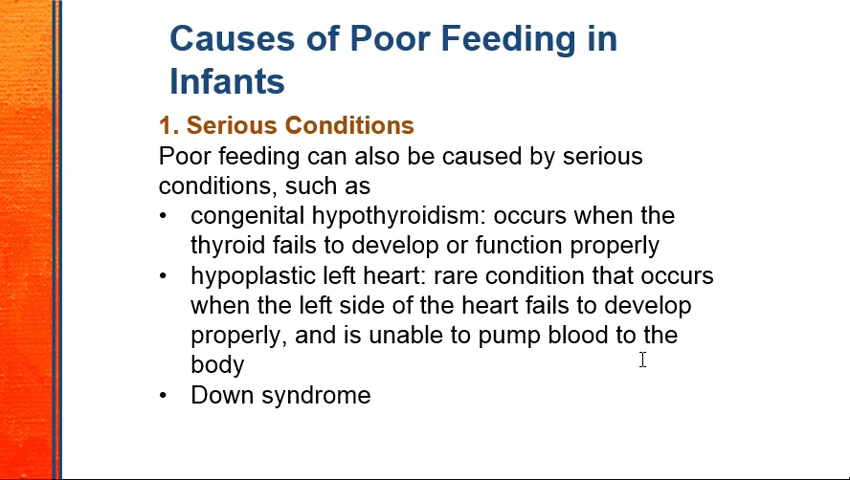 Causes of Poor Feeding in
Infants
1. Serious Conditions
Poor feeding can also be caused by serious
conditions, such as
• congenital hypothyroidism: occurs when the
thyroid fails to develop or function properly
• hypoplastic left heart: rare condition that occurs
when the left side of the heart fails to develop
properly, and is unable to pump blood to the
body
• Down syndrome